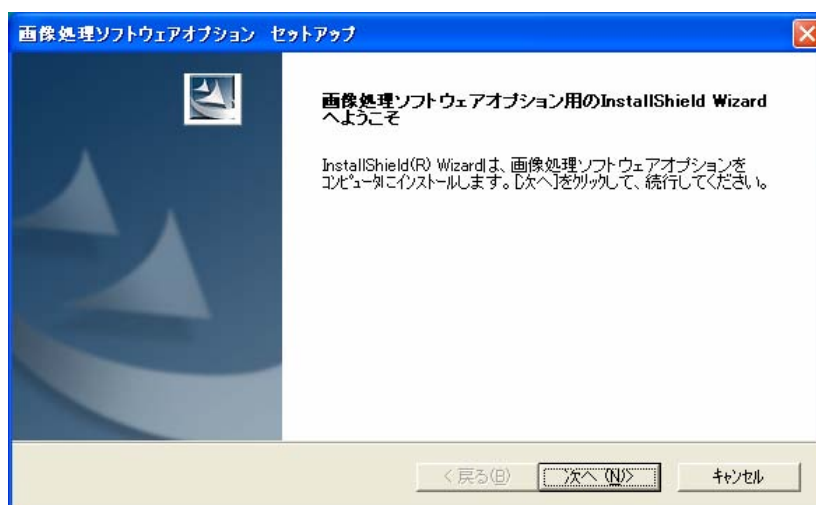 画像処理ソフトウェアオプション セットアップ
画像処理ソフトウェアオプション用のInstallShield Wizard
へようこそ
InstallShield(R) Wizardは、画像処理ソフトウェアオプションを
コンピュータにインストールします。[次へ]をクリックして、続行してください。
< 戻る(B) 次へ(N)> キャンセル